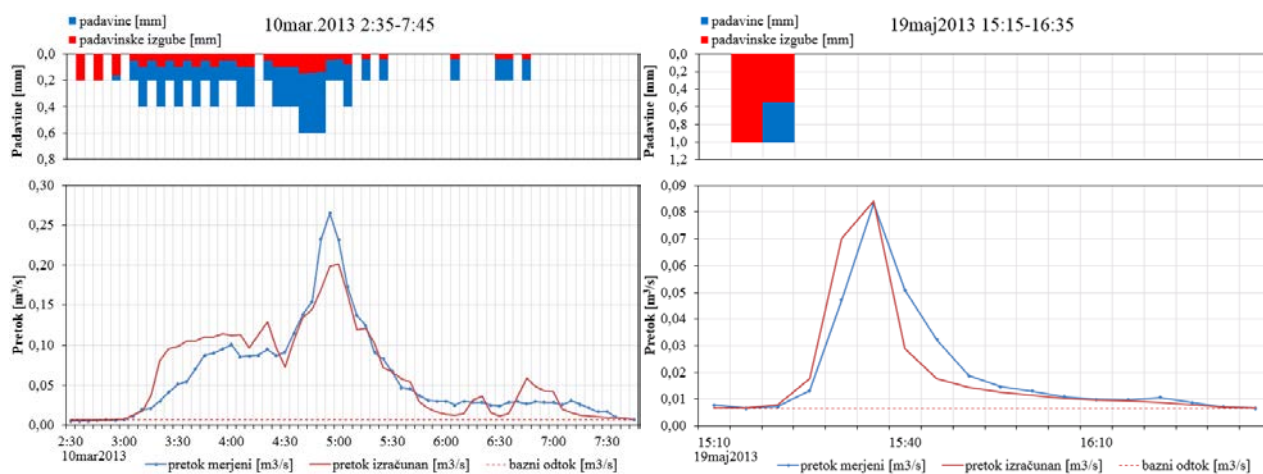 padavine [mm]
padavinske izgube [mm]
10mar.2013 2:35-7:45
Padavine [mm]
0,0
0,2
0,4
0,6
0,8
Pretok [m³/s]
0,30
0,25
0,20
0,15
0,10
0,05
0,00
2:30 3:00 3:30 4:00 4:30 5:00 5:30 6:00 6:30 7:00 7:30
10mar2013
pretok merjeni [m3/s] pretok izračunan [m3/s] bazni odtok [m3/s]
padavine [mm]
padavinske izgube [mm]
19maj2013 15:15-16:35
Padavine [mm]
0,0
0,2
0,4
0,6
0,8
1,0
1,2
Pretok [m³/s]
0,09
0,08
0,07
0,06
0,05
0,04
0,03
0,02
0,01
0,00
15:10 15:40 16:10
19maj2013
pretok merjeni [m3/s] pretok izračunan [m3/s] bazni odtok [m3/s]